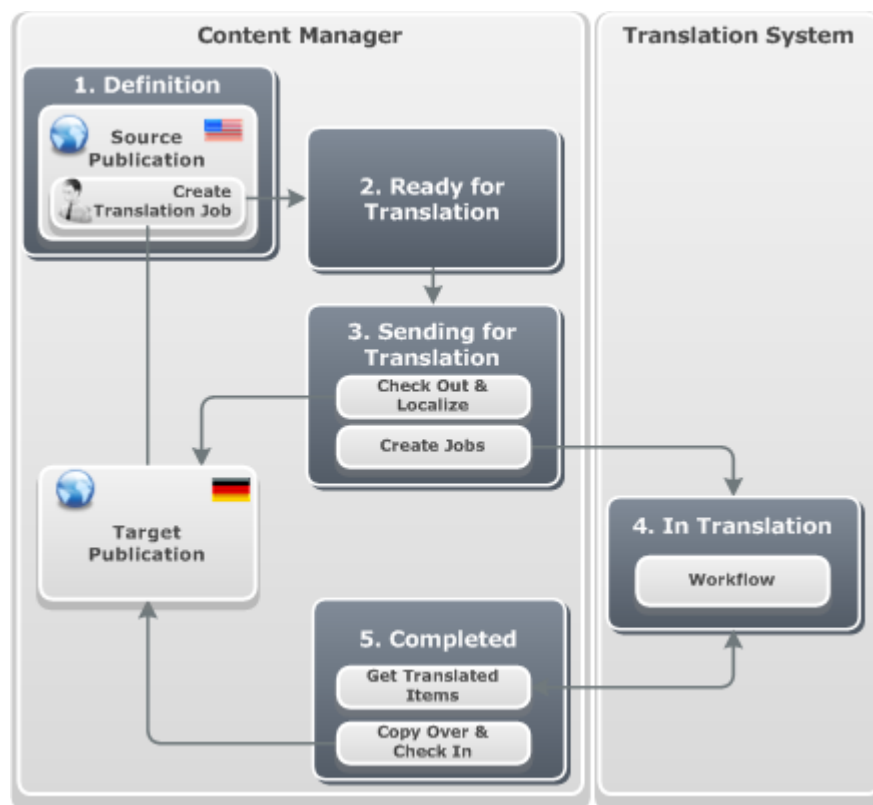 Content Manager
Translation System
1. Definition
Source
Publication
Create
Translation Job
2. Ready for
Translation
3. Sending for
Translation
Check Out &
Localize
Create Jobs
Target
Publication
4. In Translation
Workflow
5. Completed
Get Translated
Items
Copy Over &
Check In